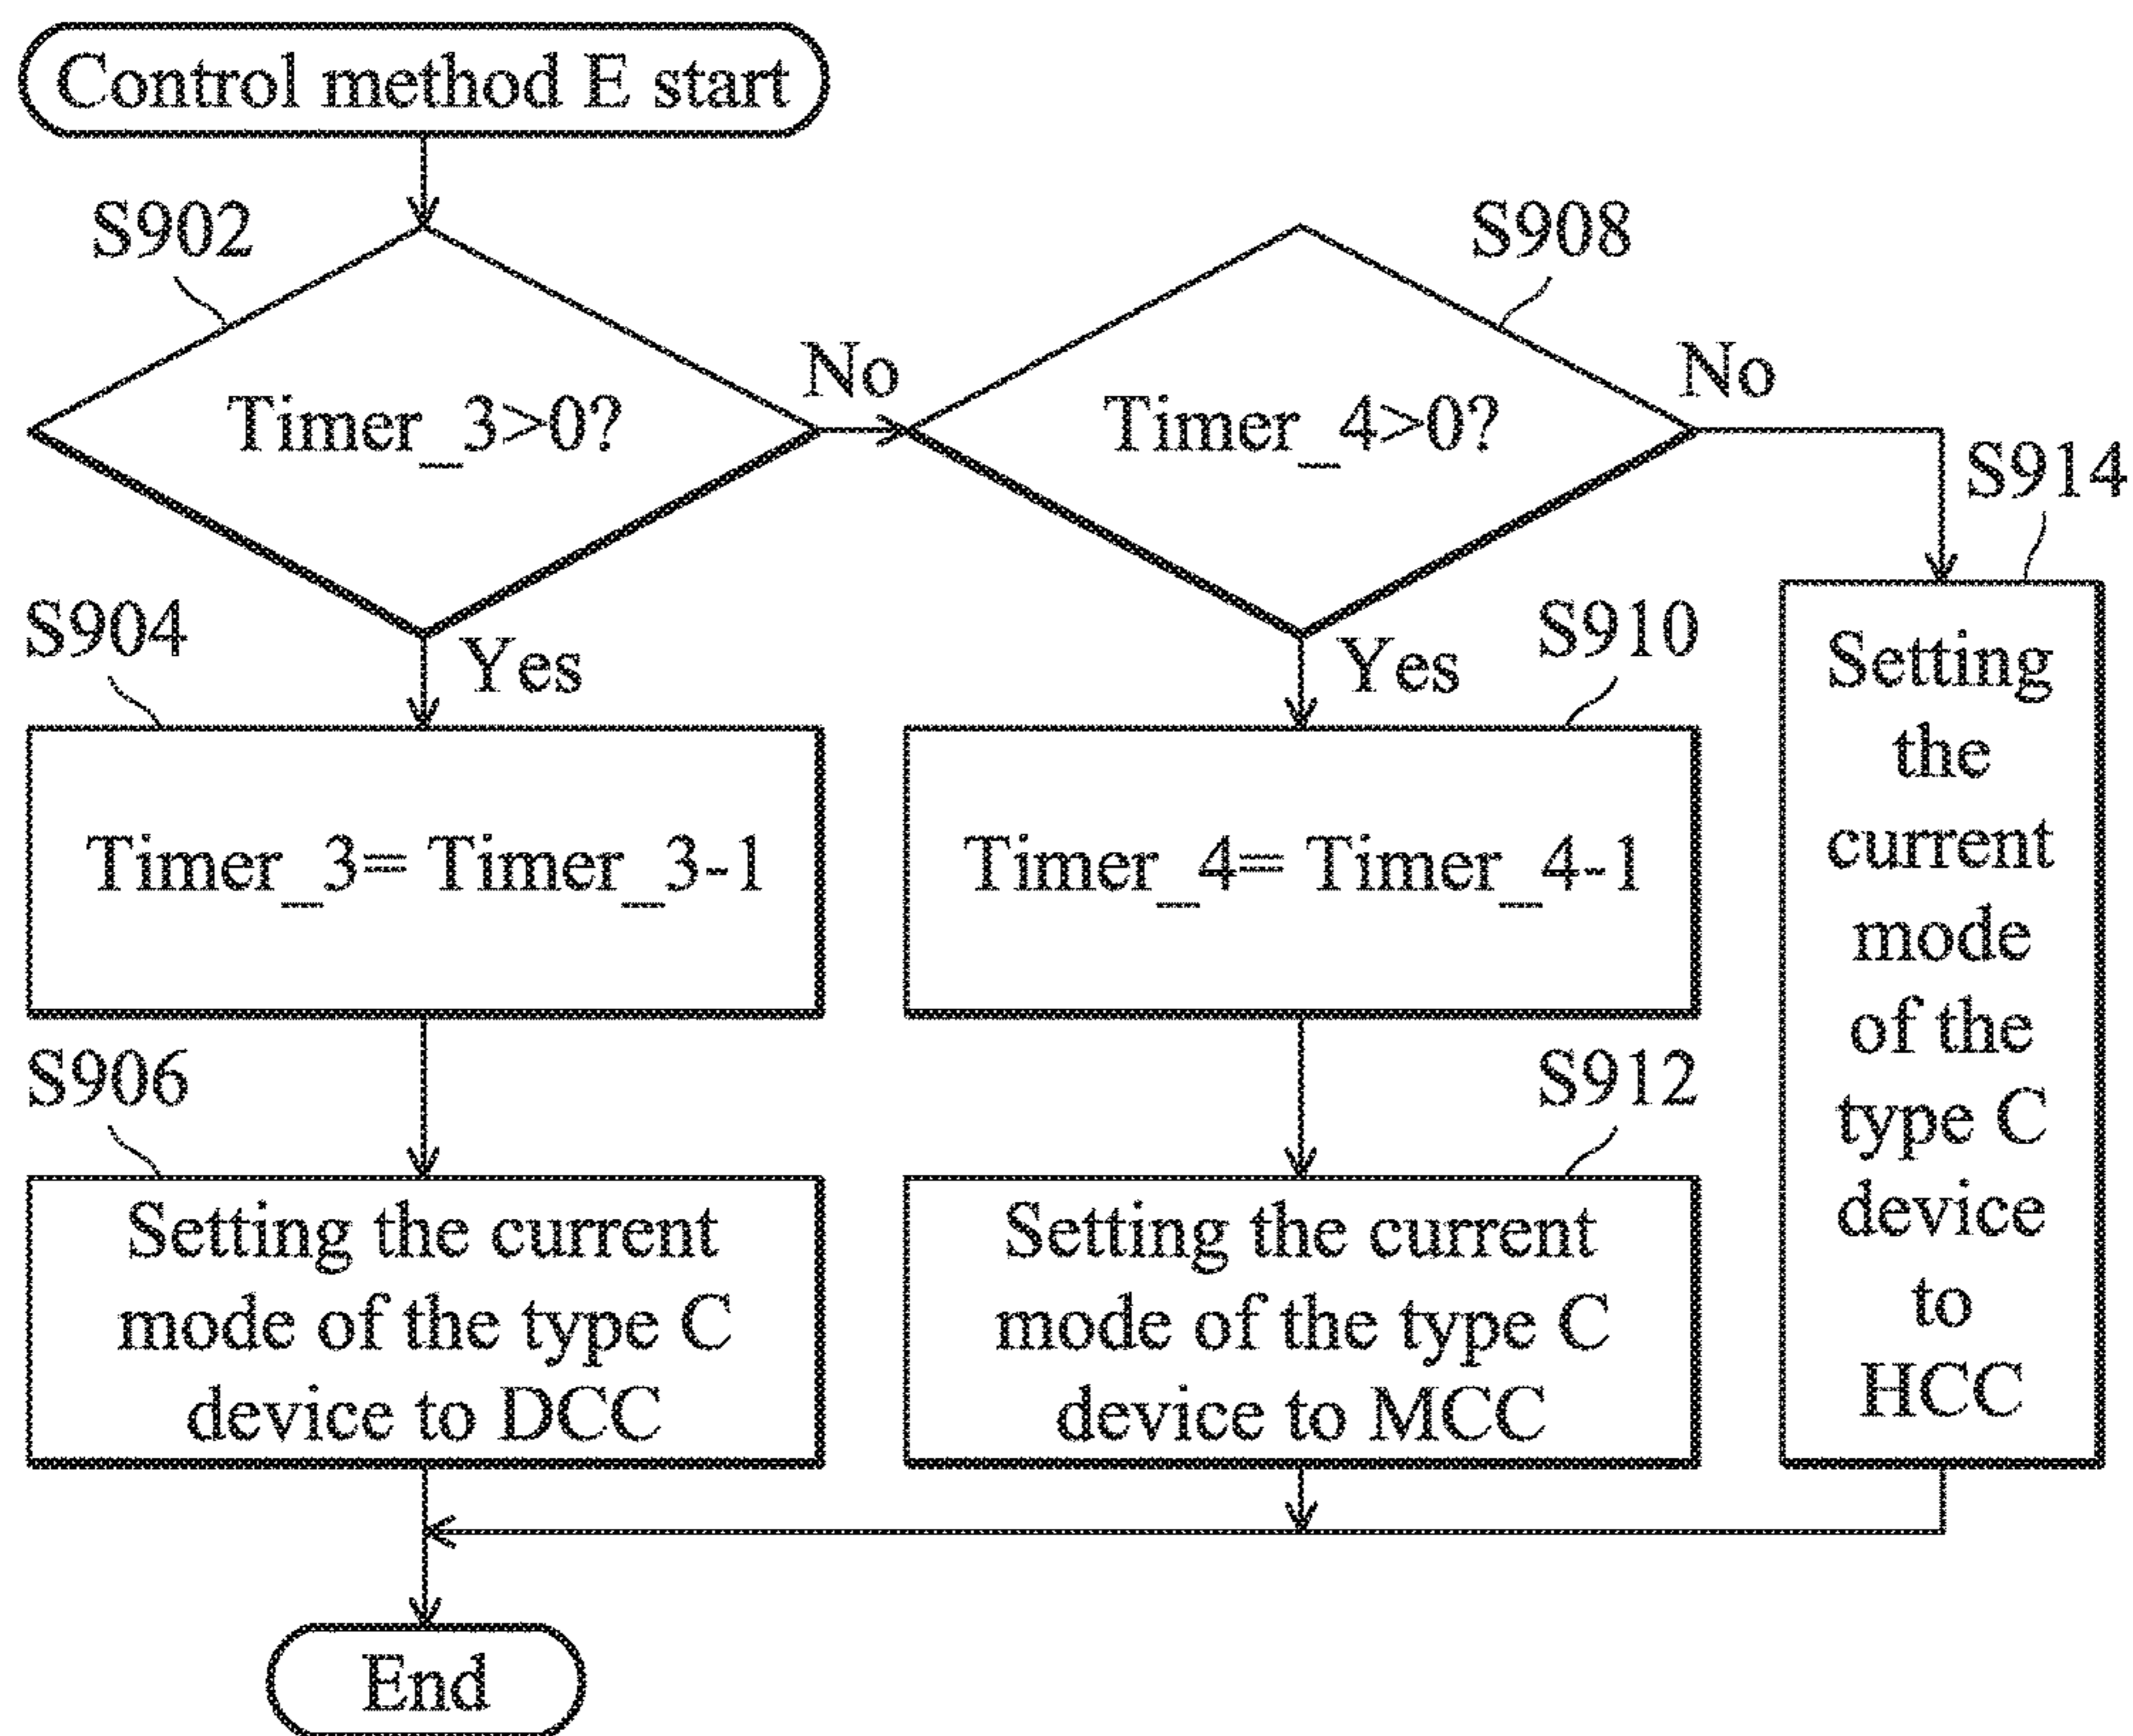 Control method E start
S902
S908
Timer_3>0?
No
Timer_4>0?
No
S914
S904
Yes
S910
Yes
Timer_3= Timer_3-1
Timer_4= Timer_4-1
Setting
the
current
mode
of the
type C
device
to
HCC
S906
S912
Setting the current
mode of the type C
device to DCC
Setting the current
mode of the type C
device to MCC
End